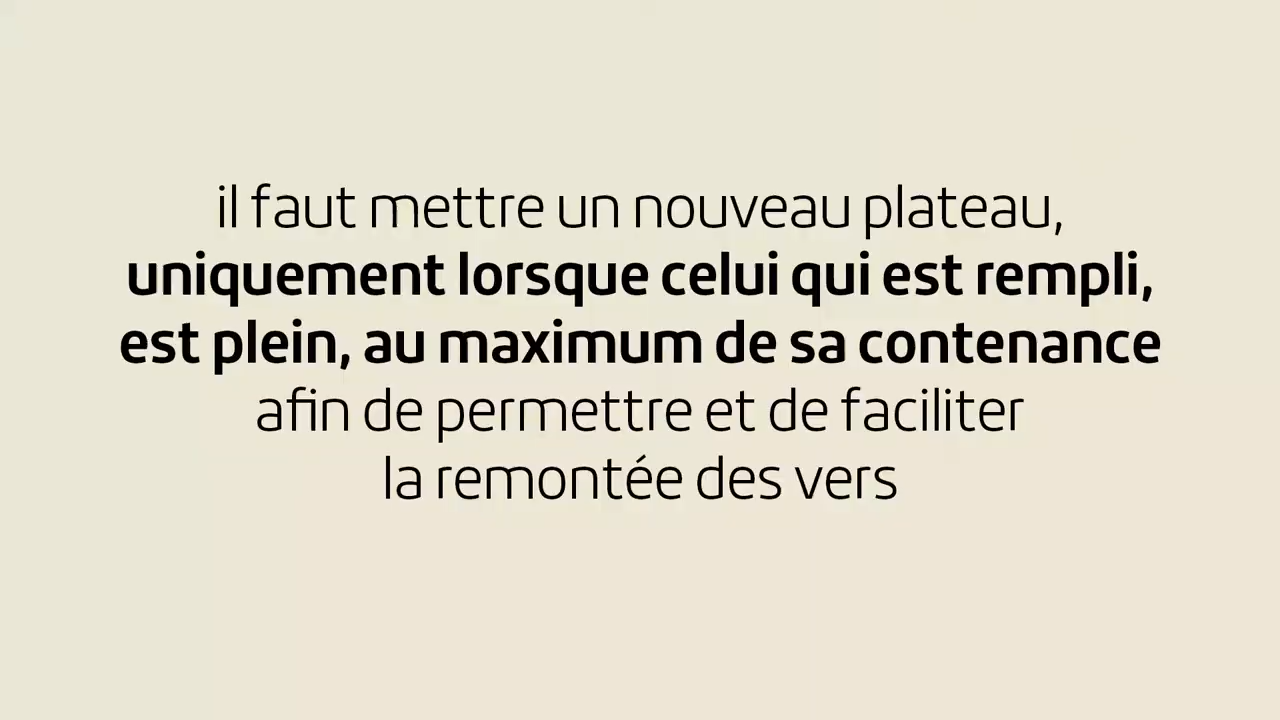 il faut mettre un nouveau plateau,
uniquement lorsque celui qui est rempli,
est plein, au maximum de sa contenance
afin de permettre et de faciliter
la remontée des vers